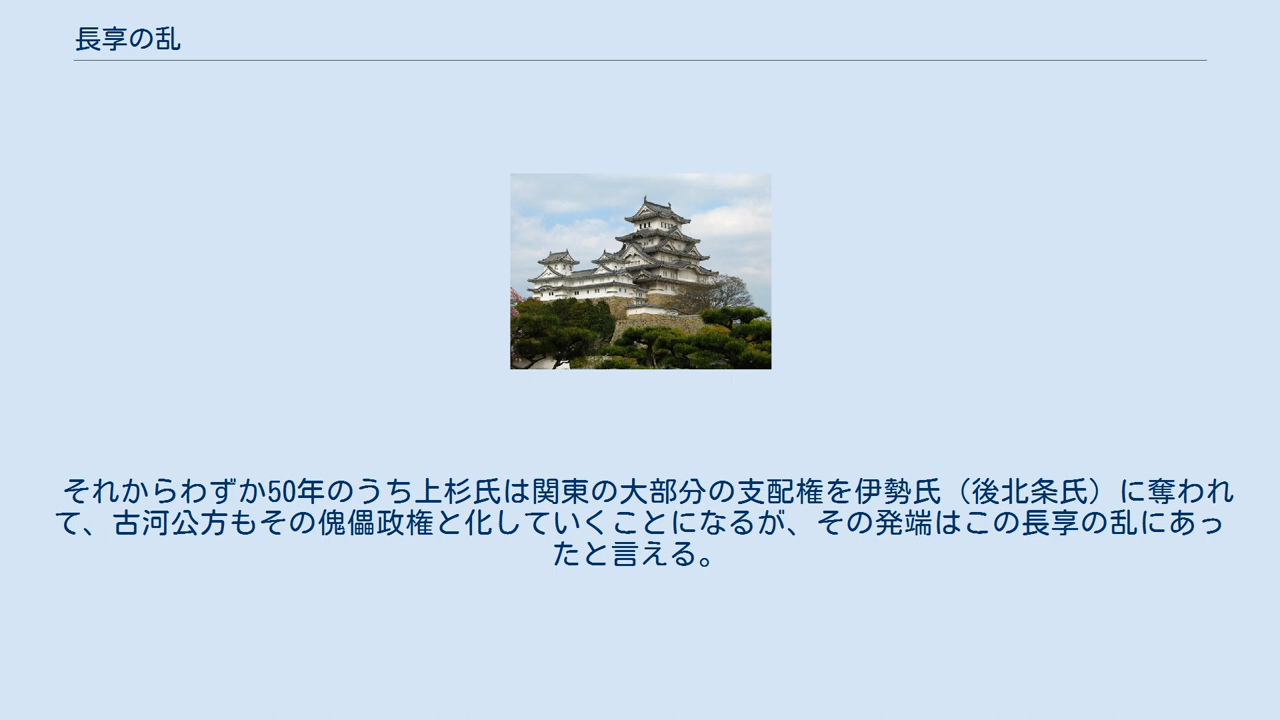 長享の乱
それからわずか50年のうち上杉氏は関東の大部分の支配権を伊勢氏（後北条氏）に奪われ
て、古河公方もその傀儡政権と化していくことになるが、その発端はこの長享の乱にあっ
たと言える。